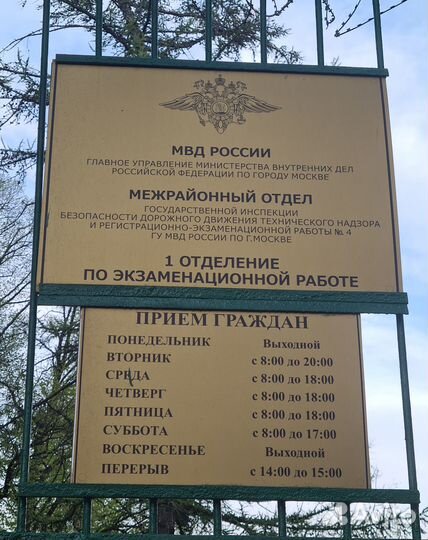 МВД РОССИИ
ГЛАВНОЕ УПРАВЛЕНИЕ МИНИСТЕРСТВА ВНУТРЕННИХ ДЕЛ
РОССИЙСКОЙ ФЕДЕРАЦИИ ПО ГОРОДУ МОСКВЕ
МЕЖРАЙОННЫЙ ОТДЕЛ
ГОСУДАРСТВЕННОЙ ИНСПЕКЦИИ
БЕЗОПАСНОСТИ ДОРОЖНОГО ДВИЖЕНИЯ ТЕХНИЧЕСКОГО НАДЗОРА
И РЕГИСТРАЦИОННО-ЭКЗАМЕНАЦИОННОЙ РАБОТЫ № 4
ГУ МВД РОССИИ ПО Г.МОСКВЕ
1 ОТДЕЛЕНИЕ
ПО ЭКЗАМЕНАЦИОННОЙ РАБОТЕ
ПРИЕМ ГРАЖДАН
ПОНЕДЕЛЬНИК Выходной
ВТОРНИК с 8:00 до 20:00
СРЕДА с 8:00 до 18:00
ЧЕТВЕРГ с 8:00 до 18:00
ПЯТНИЦА с 8:00 до 18:00
СУББОТА с 8:00 до 17:00
ВОСКРЕСЕНЬЕ Выходной
ПЕРЕРЫВ с 14:00 до 15:00
Avito